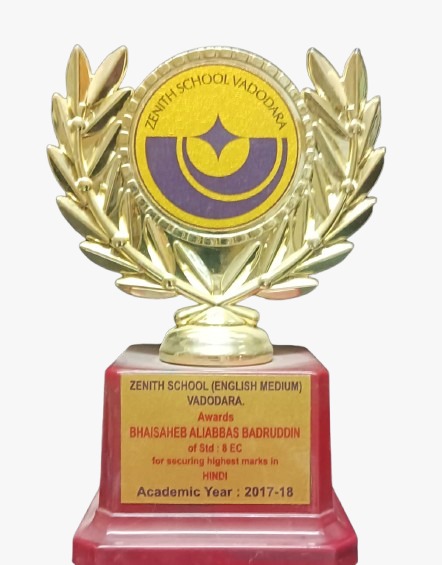 ZENITH SCHOOL VADODARA
ZENITH SCHOOL (ENGLISH MEDIUM)
VADODARA.
Awards
BHAISAHEB ALIABBAS BADRUDDIN
of Std : 8 EC
for securing highest marks in
HINDI
Academic Year : 2017-18